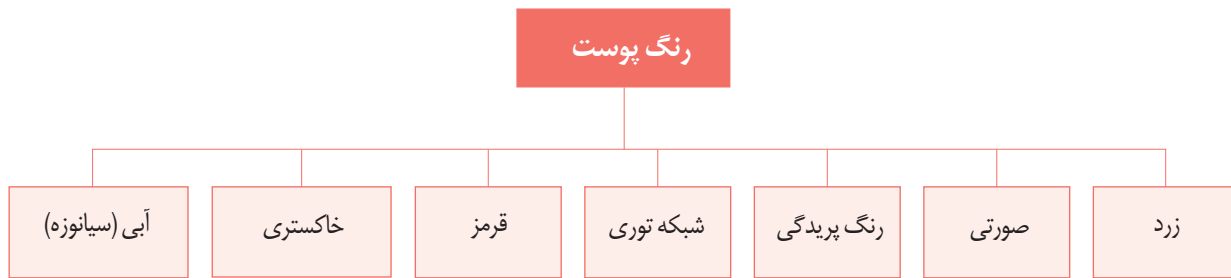 رنگ پوست
زرد
صورتی
رنگ پریدگی
شبکه توری
قرمز
خاکستری
آبی (سیانوزه)